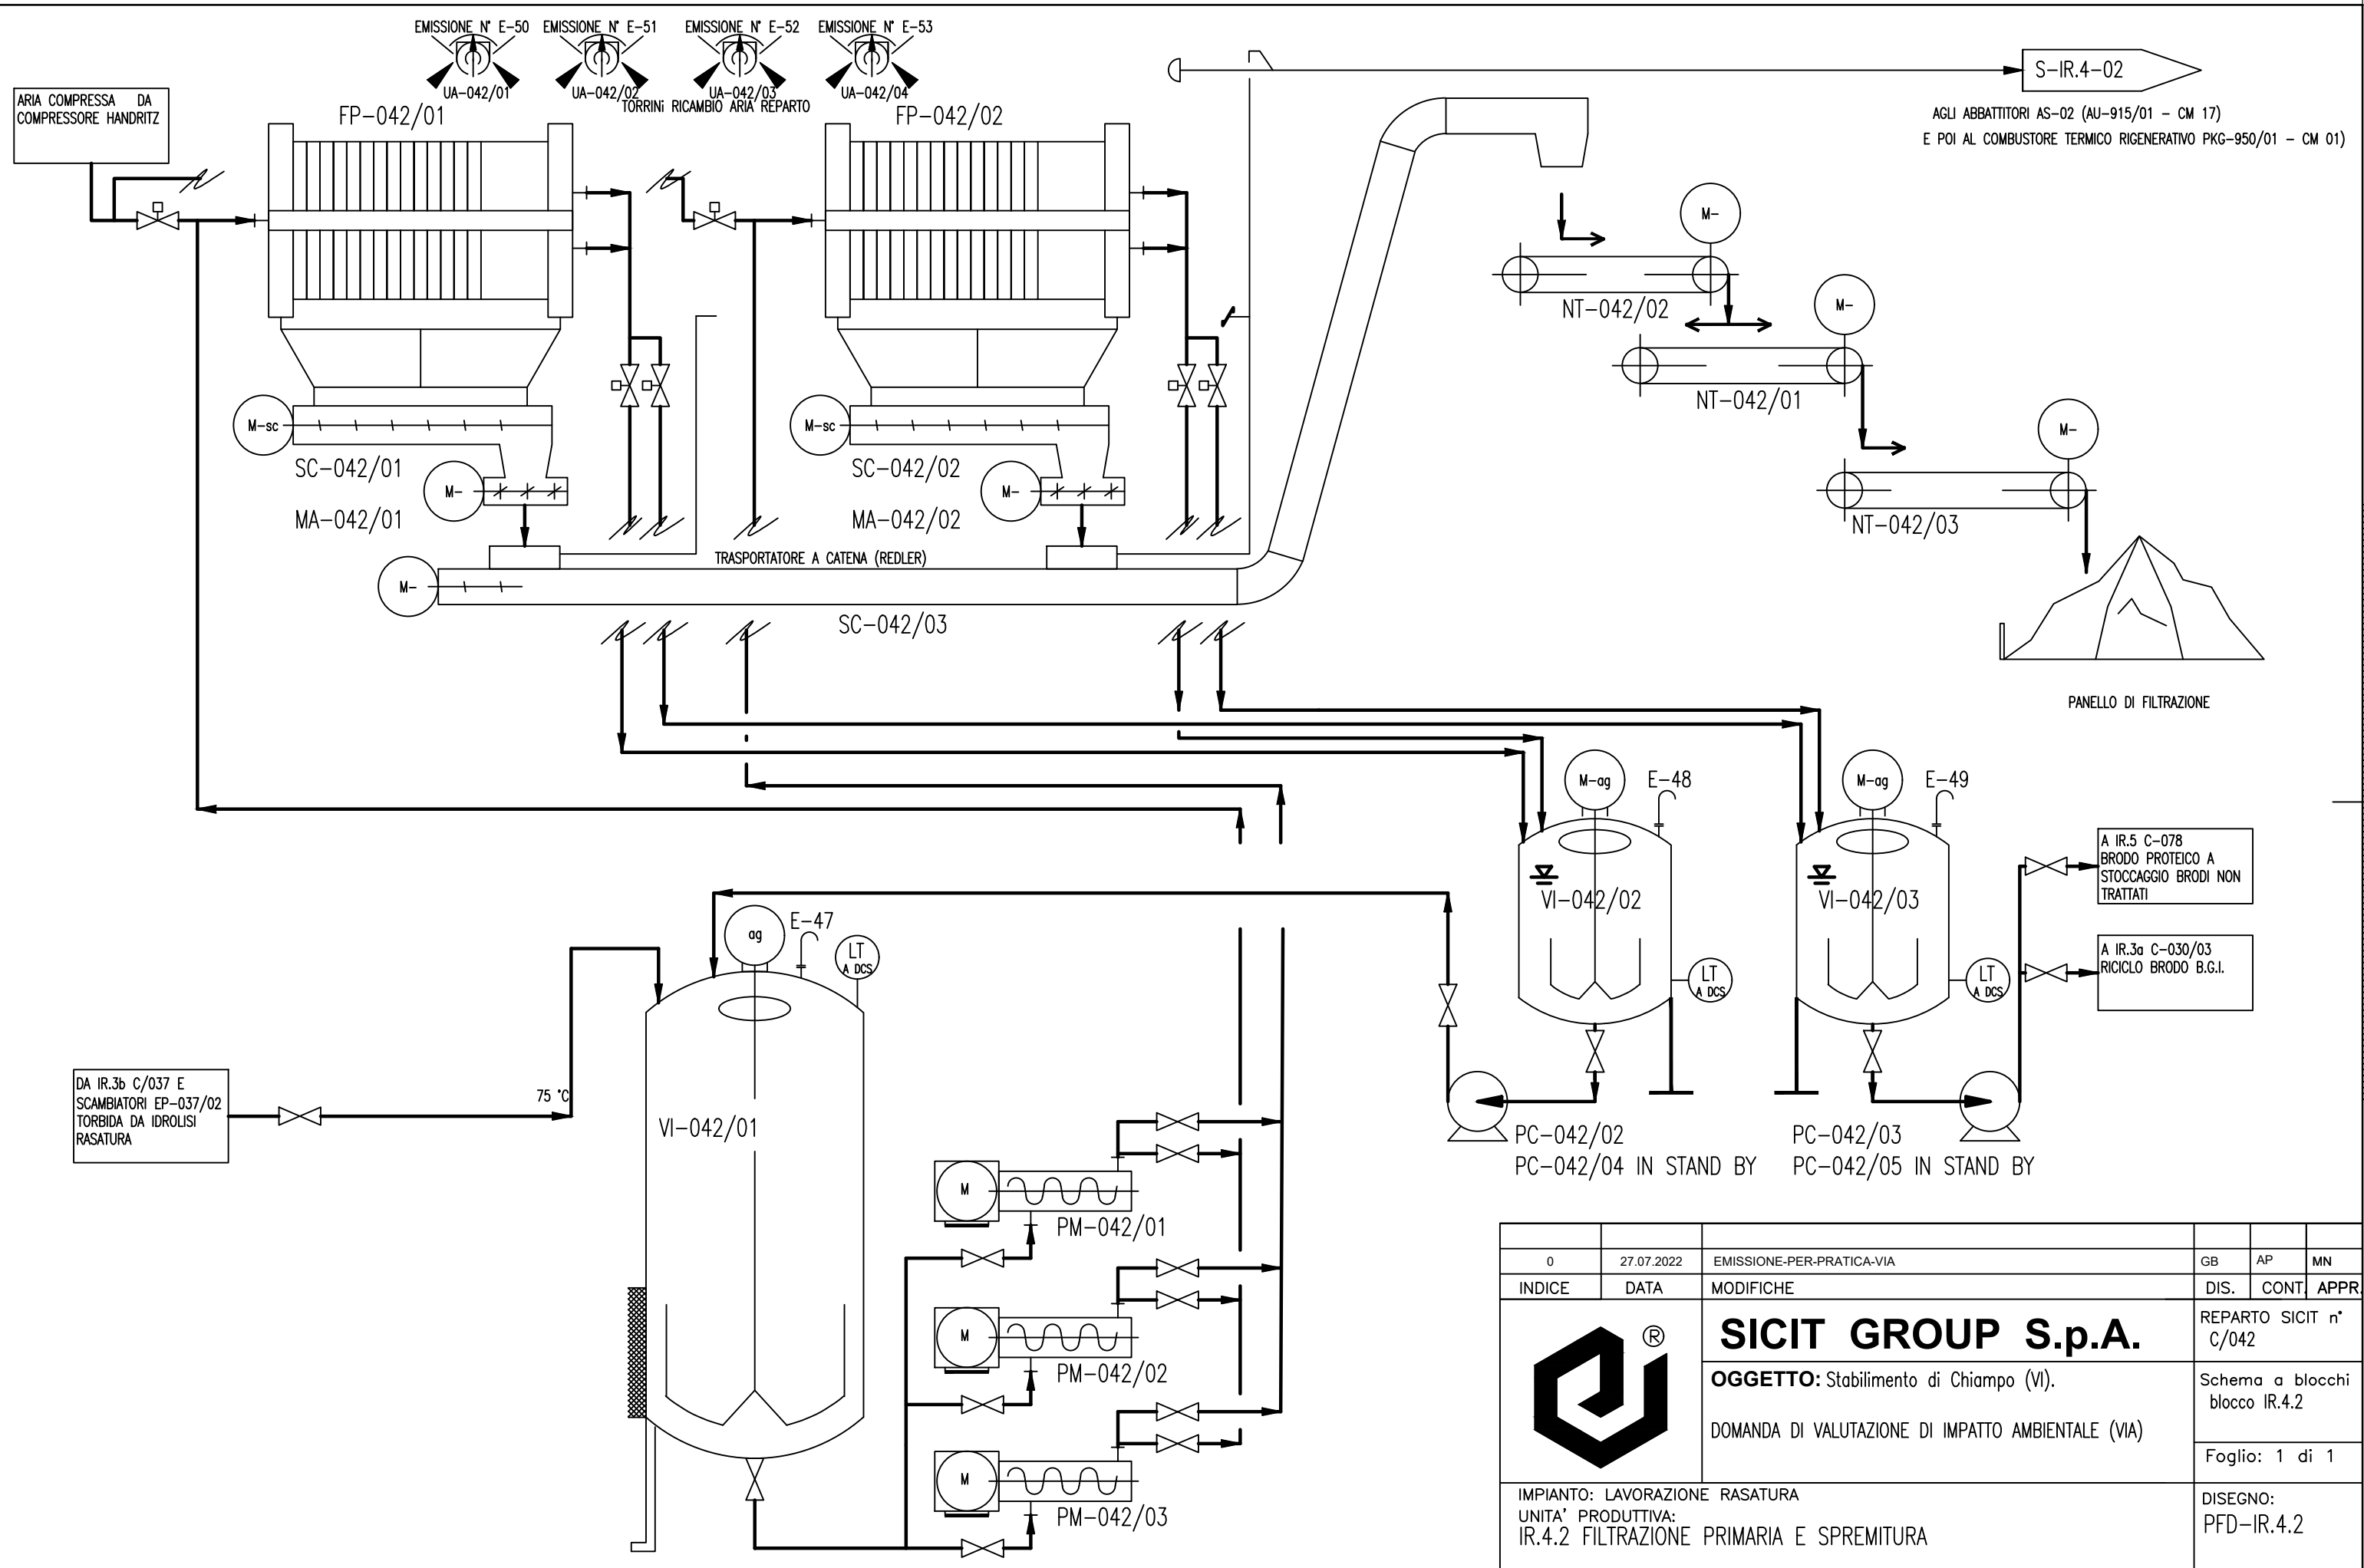 EMISSIONE N° E-50
EMISSIONE N° E-51
EMISSIONE N° E-52
EMISSIONE N° E-53
UA-042/01
UA-042/02
UA-042/03
UA-042/04
TORRINi RICAMBIO ARIA REPARTO
ARIA COMPRESSA DA
COMPRESSORE HANDRITZ
FP-042/01
FP-042/02
S-IR.4-02
AGLI ABBATTITORI AS-02 (AU-915/01 - CM 17)
E POI AL COMBUSTORE TERMICO RIGENERATIVO PKG-950/01 - CM 01)
M-
NT-042/02
M-
NT-042/01
M-
NT-042/03
M-sc
SC-042/01
M-
MA-042/01
M-sc
SC-042/02
M-
MA-042/02
TRASPORTATORE A CATENA (REDLER)
M-
SC-042/03
PANELLO DI FILTRAZIONE
M-ag
E-48
M-ag
E-49
VI-042/02
VI-042/03
LT
A DCS
LT
A DCS
A IR.5 C-078
BRODO PROTEICO A
STOCCAGGIO BRODI NON
TRATTATI
A IR.3a C-030/03
RICICLO BRODO B.G.I.
ag
E-47
LT
A DCS
DA IR.3b C/037 E
SCAMBIATORI EP-037/02
TORBIDA DA IDROLISI
RASATURA
75 °C
VI-042/01
PC-042/02
PC-042/04 IN STAND BY
PC-042/03
PC-042/05 IN STAND BY
M
PM-042/01
M
PM-042/02
M
PM-042/03
0 27.07.2022 EMISSIONE-PER-PRATICA-VIA GB AP MN
INDICE DATA MODIFICHE DIS. CONT. APPR.
®
SICIT GROUP S.p.A.
REPARTO SICIT n°
C/042
OGGETTO: Stabilimento di Chiampo (VI).
DOMANDA DI VALUTAZIONE DI IMPATTO AMBIENTALE (VIA)
Schema a blocchi
blocco IR.4.2
Foglio: 1 di 1
IMPIANTO: LAVORAZIONE RASATURA
UNITA' PRODUTTIVA:
IR.4.2 FILTRAZIONE PRIMARIA E SPREMITURA
DISEGNO:
PFD-IR.4.2